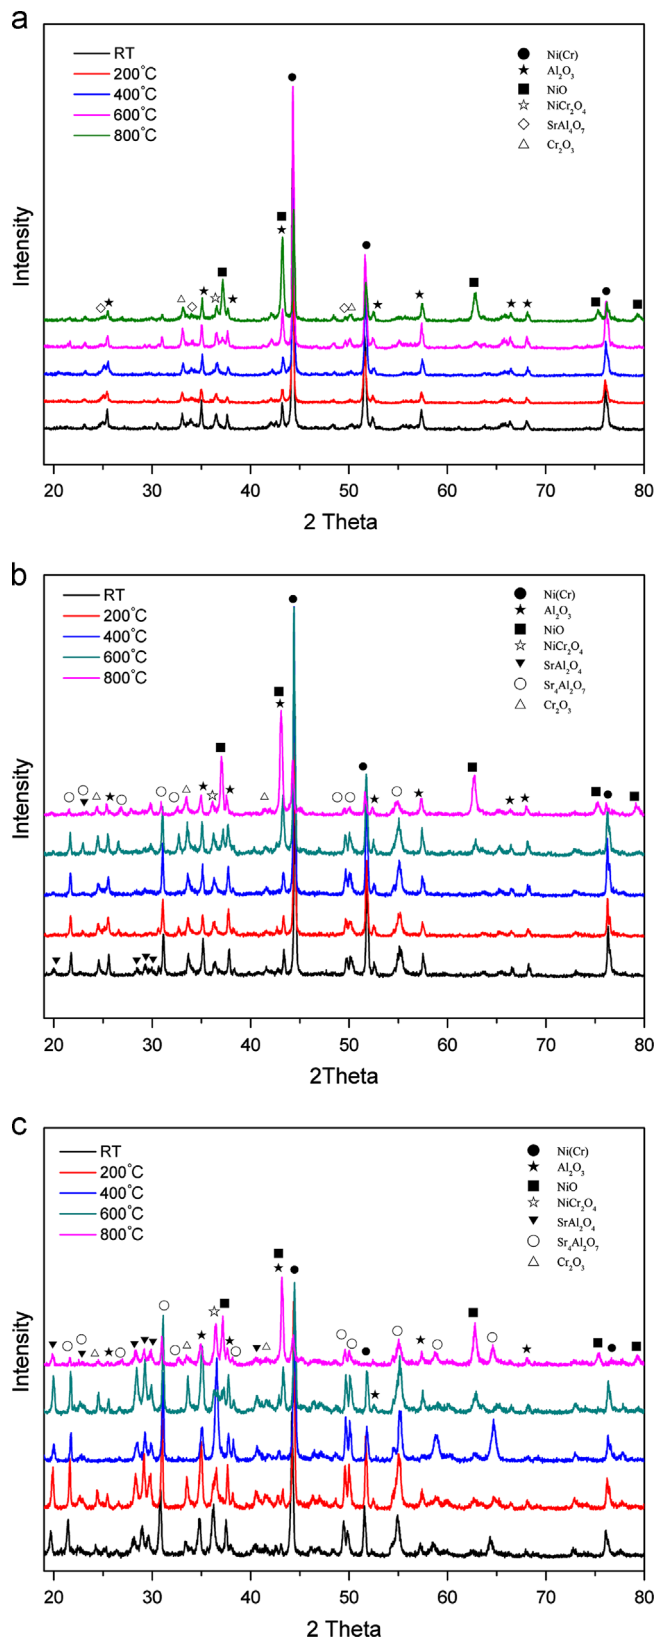 a
RT
200°C
400°C
600°C
800°C
Ni(Cr)
Al₂O₃
NiO
NiCr₂O₄
SrAl₄O₇
Cr₂O₃
Intensity
20 30 40 50 60 70 80
2 Theta
b
RT
200°C
400°C
600°C
800°C
Ni(Cr)
Al₂O₃
NiO
NiCr₂O₄
SrAl₂O₄
Sr₄Al₂O₇
Cr₂O₃
Intensity
20 30 40 50 60 70 80
2Theta
c
RT
200°C
400°C
600°C
800°C
Ni(Cr)
Al₂O₃
NiO
NiCr₂O₄
SrAl₂O₄
Sr₄Al₂O₇
Cr₂O₃
Intensity
20 30 40 50 60 70 80
2 Theta